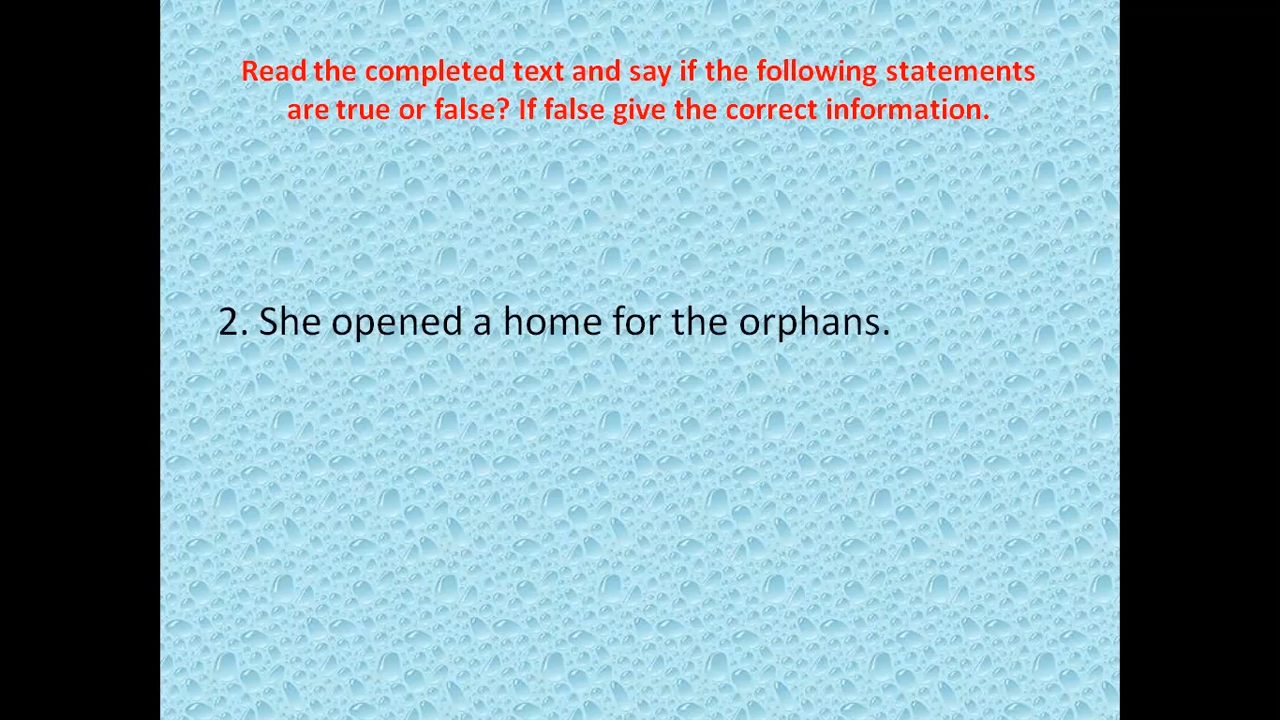 Read the completed text and say if the following statements
are true or false? If false give the correct information.
2. She opened a home for the orphans.